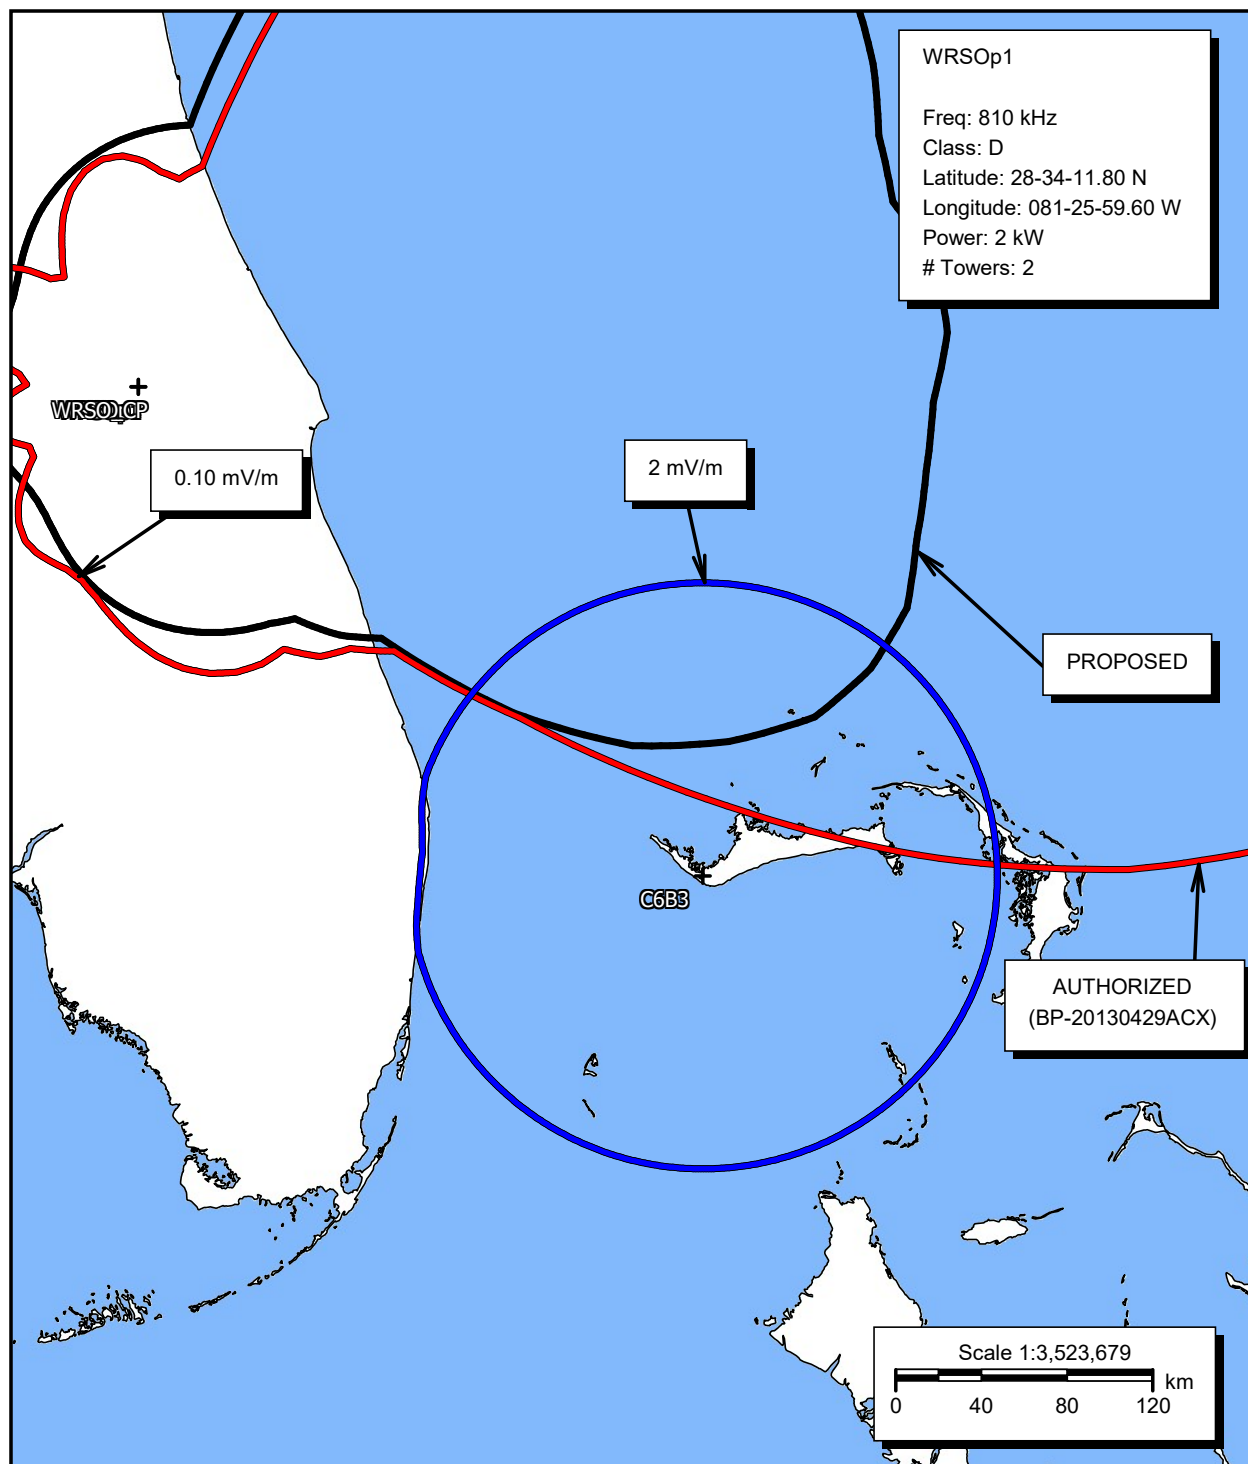 WRSOp1
Freq: 810 kHz
Class: D
Latitude: 28-34-11.80 N
Longitude: 081-25-59.60 W
Power: 2 kW
# Towers: 2
0.10 mV/m
2 mV/m
PROPOSED
C6B3
AUTHORIZED
(BP-20130429ACX)
Scale 1:3,523,679
km
0 40 80 120